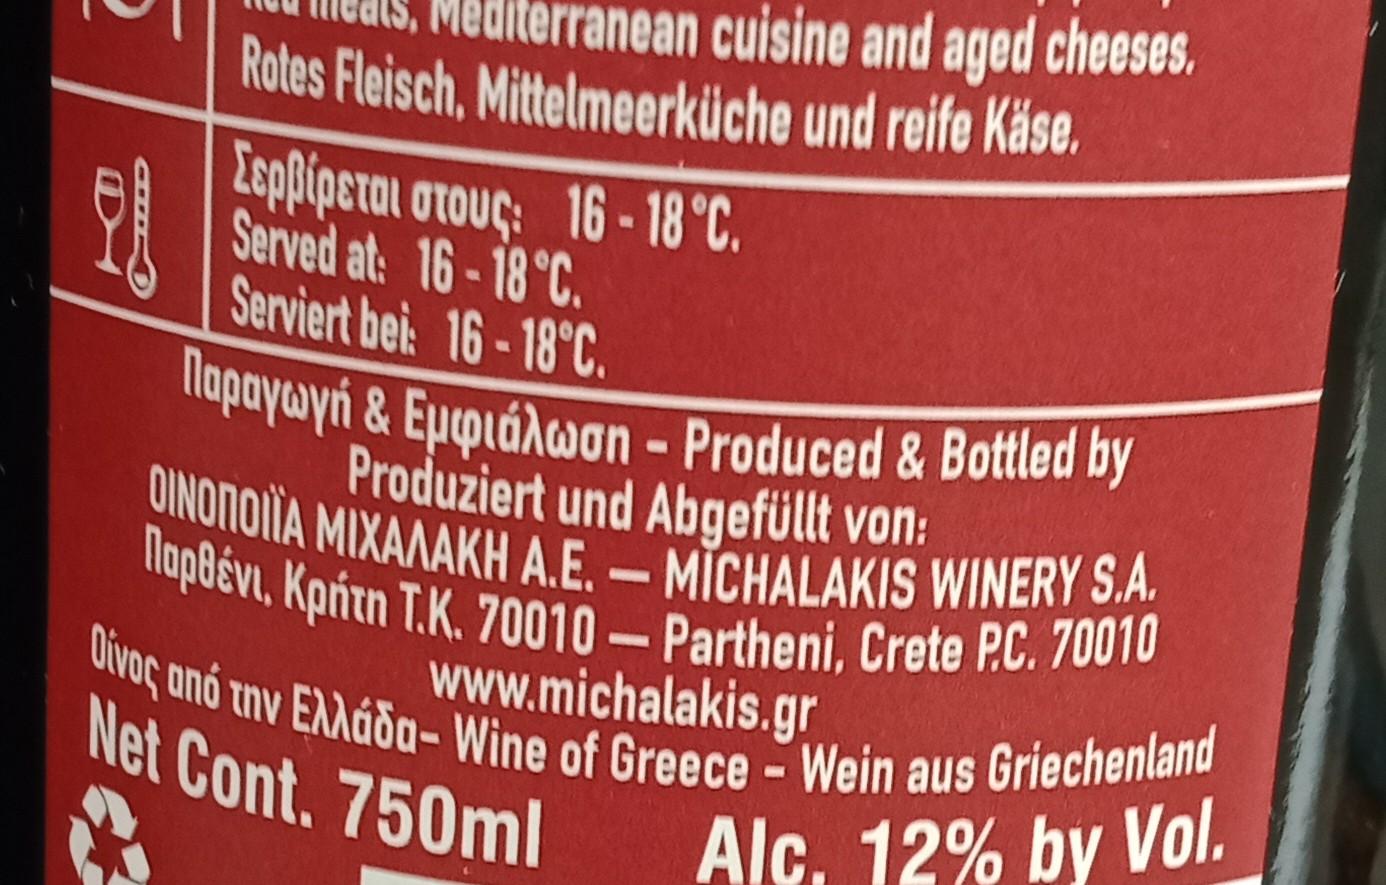 meats, Mediterranean cuisine and aged cheeses.
Rotes Fleisch, Mittelmeerküche und reife Käse.
Σερβίρεται στους: 16 - 18°C.
Served at: 16 - 18°C.
Serviert bei: 16 - 18°C.
Παραγωγή & Εμφιάλωση – Produced & Bottled by
Produziert und Abgefüllt von:
ΟΙΝΟΠΟΙΪΑ ΜΙΧΑΛΑΚΗ Α.Ε. — MICHALAKIS WINERY S.A.
Παρθένι, Κρήτη Τ.Κ. 70010 — Partheni, Crete P.C. 70010
www.michalakis.gr
Οίνος από την Ελλάδα– Wine of Greece – Wein aus Griechenland
Net Cont. 750ml Alc. 12% by Vol.